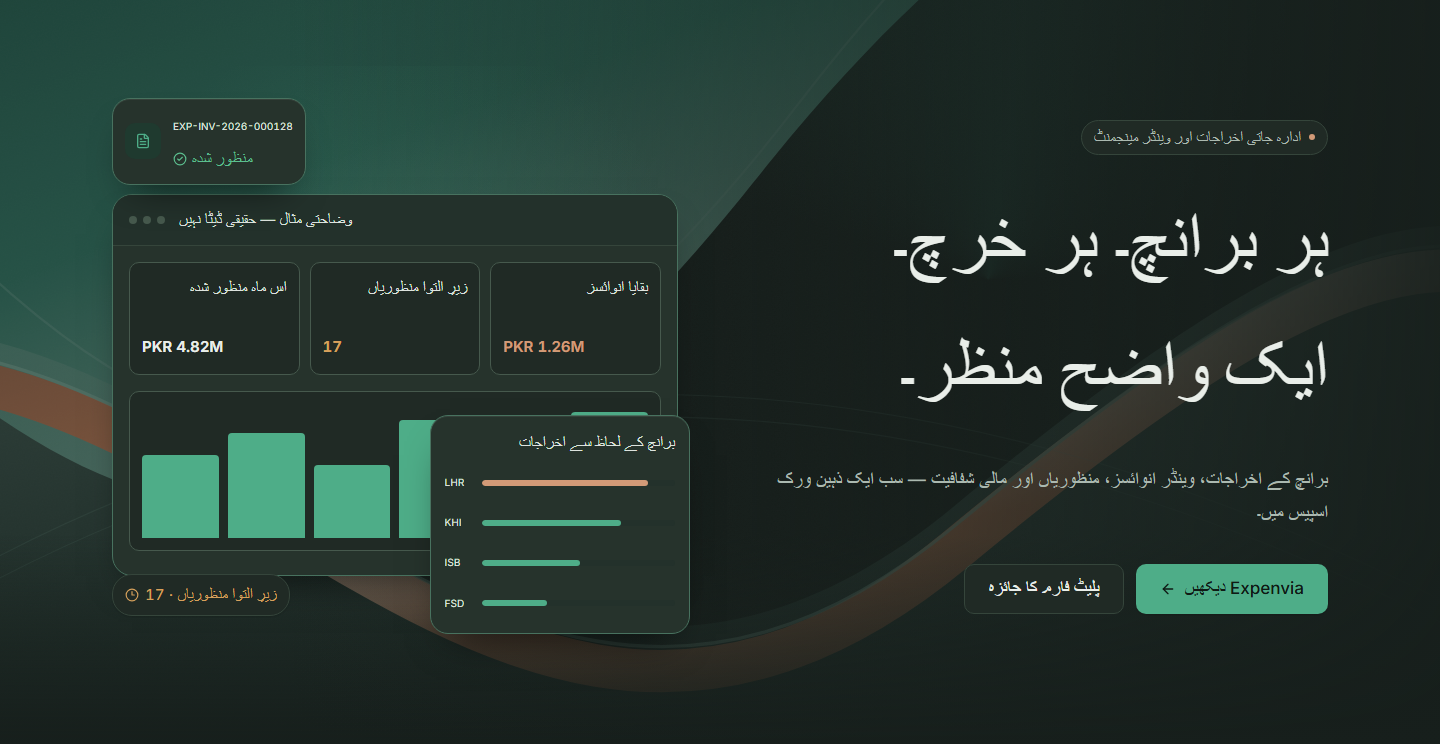 ادارہ جاتی اخراجات اور وینڈر مینجمنٹ
ہر برانچ۔ ہر خرچ۔
ایک واضح منظر۔
برانچ کے اخراجات، وینڈر انوائسز، منظوریاں اور مالی شفافیت — سب ایک ذہین ورک
اسپیس میں۔
Expenvia دیکھیں
پلیٹ فارم کا جائزہ
EXP-INV-2026-000128
منظور شدہ
وضاحتی مثال — حقیقی ڈیٹا نہیں
بقایا انوائسز
PKR 1.26M
زیرِ التوا منظوریاں
17
اس ماہ منظور شدہ
PKR 4.82M
برانچ کے لحاظ سے اخراجات
LHR
KHI
ISB
FSD
زیرِ التوا منظوریاں · 17